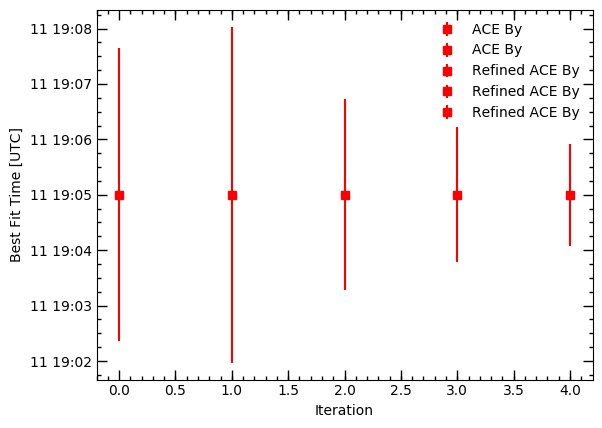 11 19:08
11 19:07
11 19:06
11 19:05
11 19:04
11 19:03
11 19:02
Best Fit Time [UTC]
ACE By
ACE By
Refined ACE By
Refined ACE By
Refined ACE By
0.0 0.5 1.0 1.5 2.0 2.5 3.0 3.5 4.0
Iteration